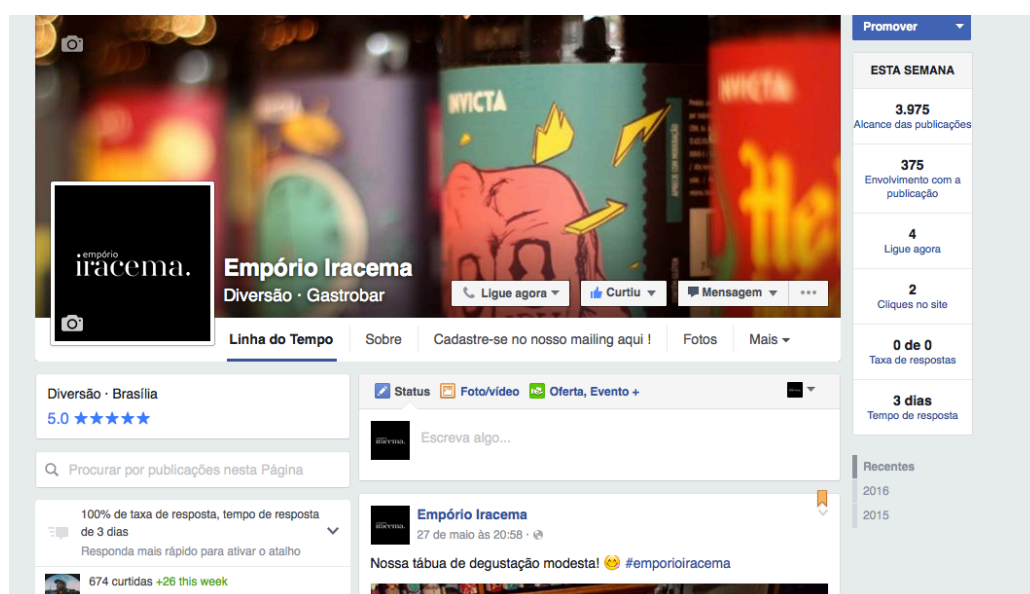 Promover
ESTA SEMANA
3.975
Alcance das publicações
375
Envolvimento com a
publicação
4
Ligue agora
2
Cliques no site
0 de 0
Taxa de respostas
3 dias
Tempo de resposta
Recentes
2016
2015
INVICTA
INVICTA
APRECIE COM MODERAÇÃO
empório
iracema.
Empório Iracema
Diversão · Gastrobar
Ligue agora
Curtiu
Mensagem
Linha do Tempo
Sobre
Cadastre-se no nosso mailing aqui !
Fotos
Mais
Diversão · Brasília
5.0
Procurar por publicações nesta Página
100% de taxa de resposta, tempo de resposta
de 3 dias
Responda mais rápido para ativar o atalho
674 curtidas +26 this week
Status
Foto/vídeo
Oferta, Evento +
iracema.
Escreva algo...
iracema.
Empório Iracema
27 de maio às 20:58 ·
Nossa tábua de degustação modesta! 😋 #emporioiracema